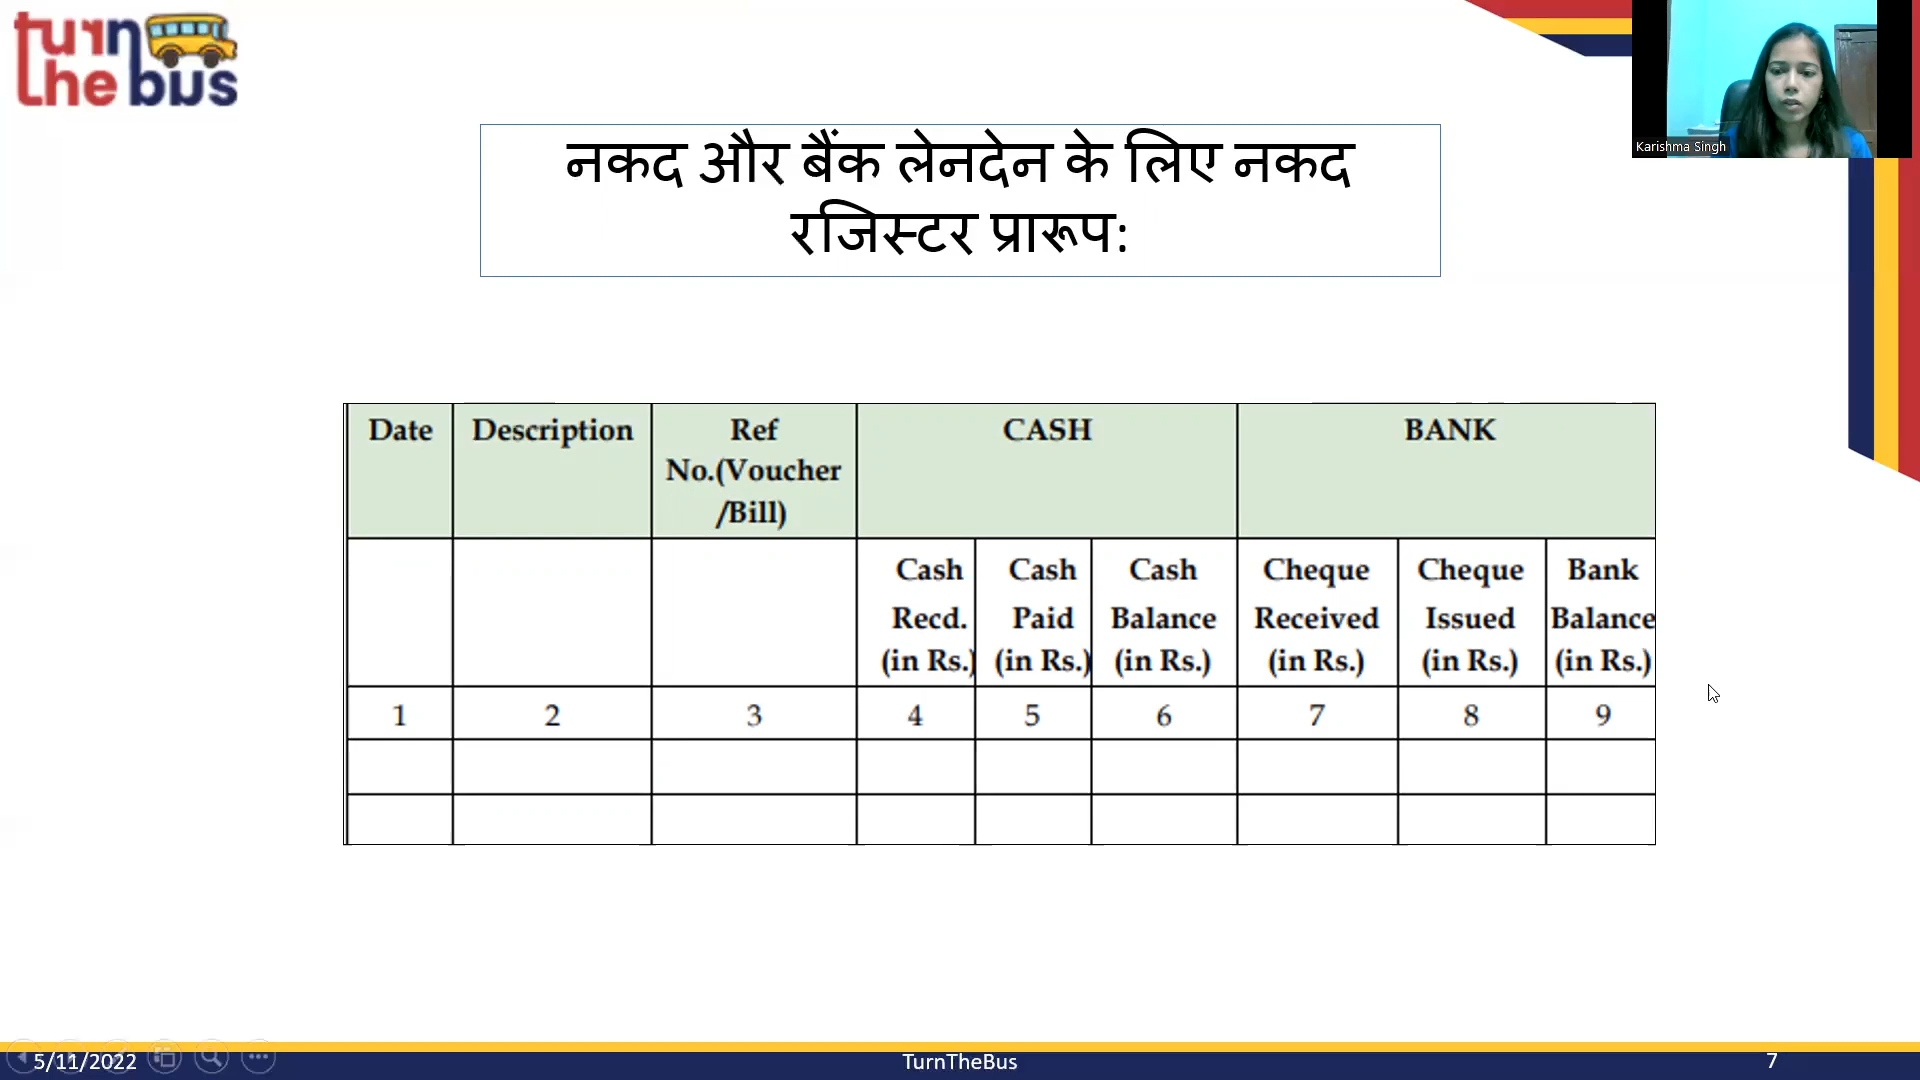 turn
the bus
Karishma Singh
नकद और बैंक लेनदेन के लिए नकद
रजिस्टर प्रारूप:
Date Description Ref CASH BANK
No.(Voucher
/Bill)
Cash Cash Cash Cheque Cheque Bank
Recd. Paid Balance Received Issued Balance
(in Rs.) (in Rs.) (in Rs.) (in Rs.) (in Rs.) (in Rs.)
1 2 3 4 5 6 7 8 9
5/11/2022 TurnTheBus 7